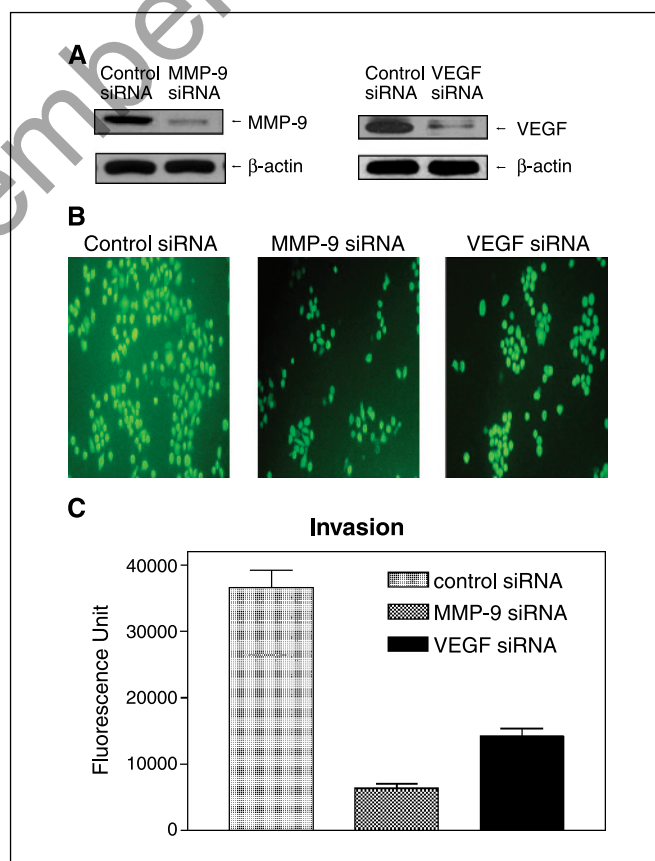 ember
A
Control MMP-9
siRNA siRNA
← MMP-9
← β-actin
Control VEGF
siRNA siRNA
← VEGF
← β-actin
B
Control siRNA MMP-9 siRNA VEGF siRNA
C
Invasion
Fluorescence Unit
40000
30000
20000
10000
0
control siRNA
MMP-9 siRNA
VEGF siRNA